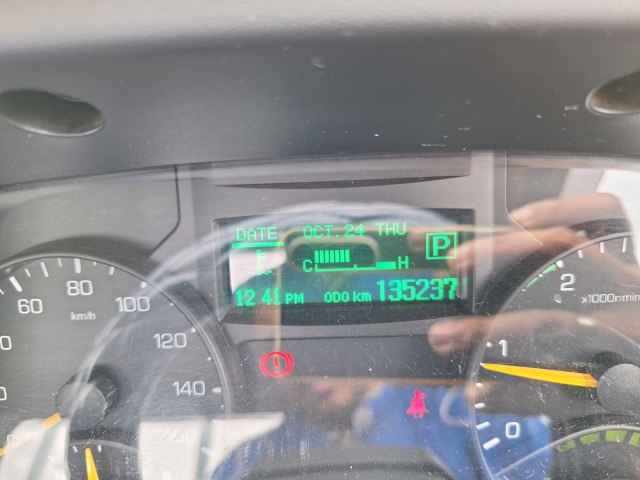 DATE OCT.24 THU
P
C H
12 41 PM ODO km 135237
60 80 100
km/h
120
140
2
x1000r/min
1
0